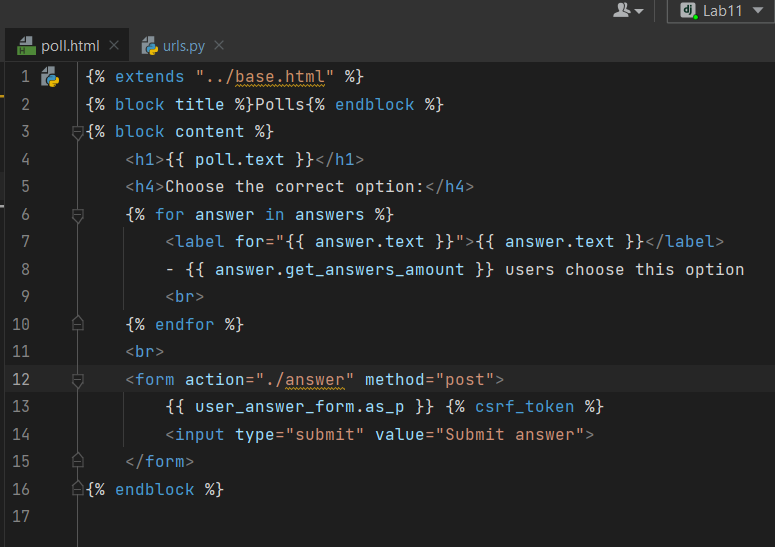 Lab11
poll.html
urls.py
1 {% extends "../base.html" %}
2 {% block title %}Polls{% endblock %}
3 {% block content %}
4     <h1>{{ poll.text }}</h1>
5     <h4>Choose the correct option:</h4>
6     {% for answer in answers %}
7         <label for="{{ answer.text }}">{{ answer.text }}</label>
8         - {{ answer.get_answers_amount }} users choose this option
9         <br>
10     {% endfor %}
11     <br>
12     <form action="./answer" method="post">
13         {{ user_answer_form.as_p }} {% csrf_token %}
14         <input type="submit" value="Submit answer">
15     </form>
16 {% endblock %}
17